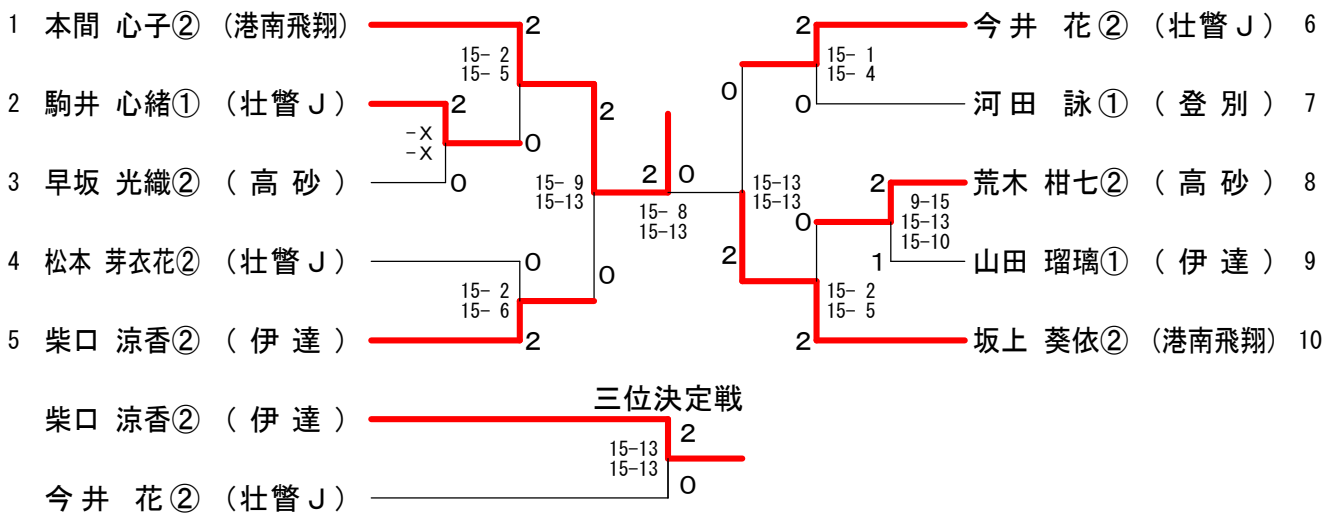 1 本間 心子② (港南飛翔) 2 2 今井 花② (壮瞥J) 6
15- 2 15- 1
15- 5 15- 4
2 駒井 心緒① (壮瞥J) 2 2 0 0 河田 詠① (登別) 7
-X
-X 0
3 早坂 光織② (高砂) 0 15- 9 2 0 15-13 2 荒木 柑七② (高砂) 8
15-13 15- 8 15-13 0 9-15
15-13 15-13
15-10
4 松本 芽衣花② (壮瞥J) 0 0 2 1 山田 瑠璃① (伊達) 9
15- 2 15- 2
15- 6 15- 5
5 柴口 涼香② (伊達) 2 2 坂上 葵依② (港南飛翔) 10
三位決定戦
柴口 涼香② (伊達) 2
15-13
15-13
今井 花② (壮瞥J) 0